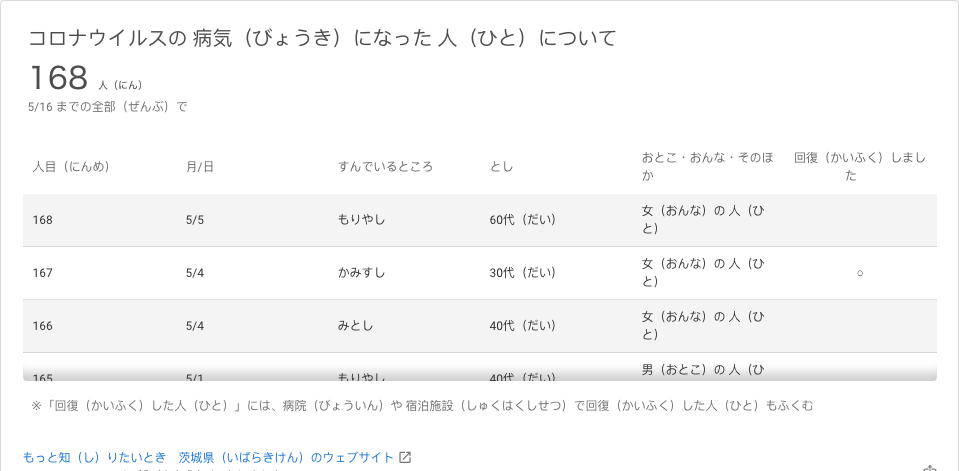 コロナウイルスの 病気（びょうき）になった 人（ひと）について
168 人（にん）
5/16 までの全部（ぜんぶ）で
人目（にんめ） 月/日 すんでいるところ とし おとこ・おんな・そのほか 回復（かいふく）しました
168 5/5 もりやし 60代（だい） 女（おんな）の 人（ひと）
167 5/4 かみすし 30代（だい） 女（おんな）の 人（ひと） ○
166 5/4 みとし 40代（だい） 女（おんな）の 人（ひと）
165 5/1 もりやし 40代（だい） 男（おとこ）の 人（ひ
※「回復（かいふく）した人（ひと）」には、病院（びょういん）や 宿泊施設（しゅくはくしせつ）で回復（かいふく）した人（ひと）もふくむ
もっと知（し）りたいとき　茨城県（いばらきけん）のウェブサイト